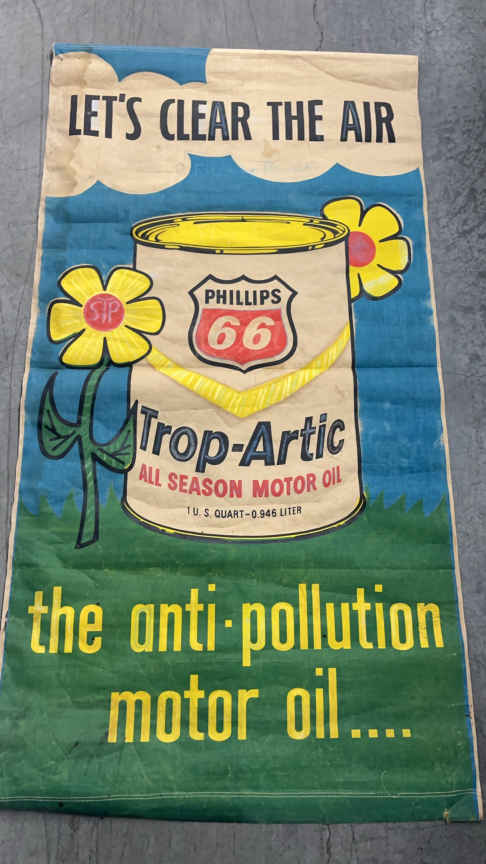 LET'S CLEAR THE AIR
STP
PHILLIPS
66
Trop-Artic
ALL SEASON MOTOR OIL
1 U.S. QUART-0.946 LITER
the anti-pollution
motor oil....